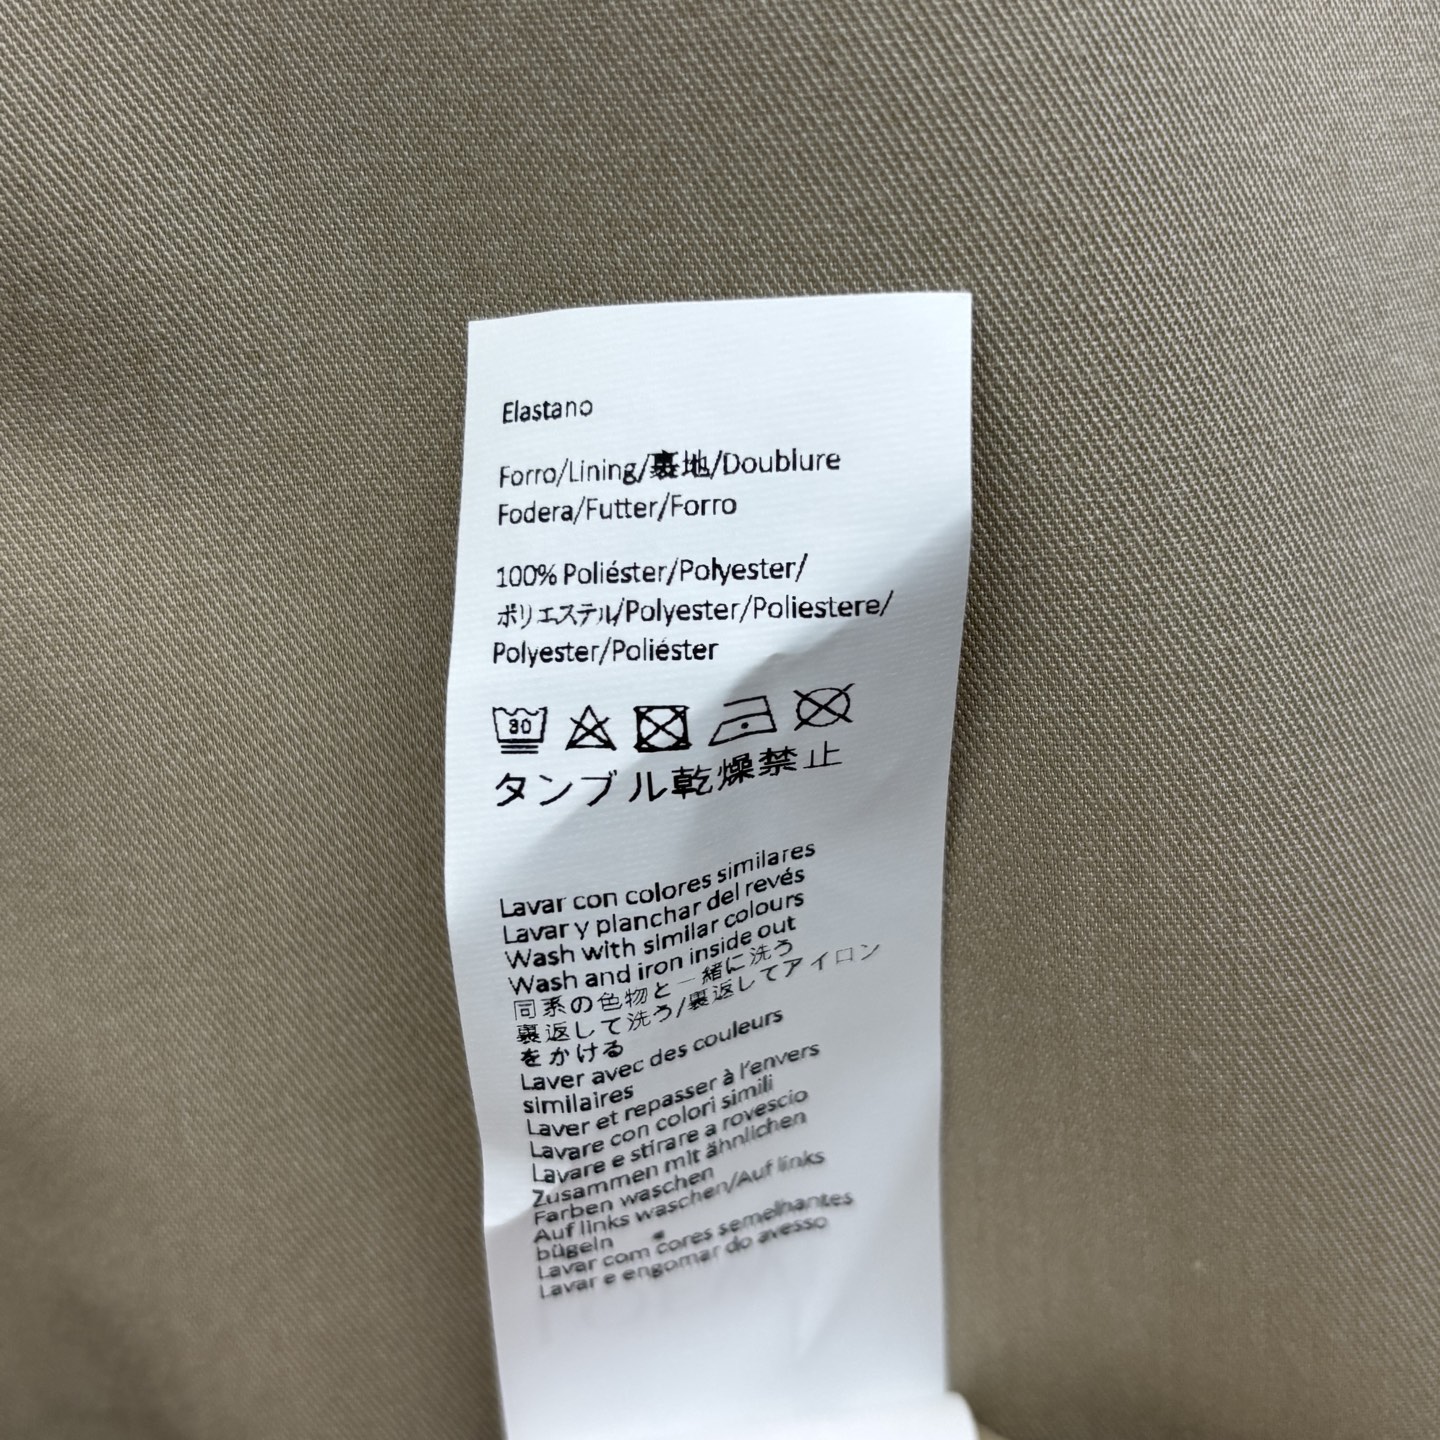 Elastano
Forro/Lining/裏地/Doublure
Fodera/Futter/Forro
100% Poliéster/Polyester/
ポリエステル/Polyester/Poliestere/
Polyester/Poliéster
30
タンブル乾燥禁止
Lavar con colores similares
Lavar y planchar del revés
Wash with similar colours
Wash and iron inside out
同系の色物と一緒に洗う
裏返して洗う/裏返してアイロン
をかける
Laver avec des couleurs
similaires
Laver et repasser à l'envers
Lavare con colori simili
Lavare e stirare a rovescio
Zusammen mit ähnlichen
Farben waschen
Auf links waschen/Auf links
bügeln
Lavar com cores semelhantes
Lavar e engomar do avesso